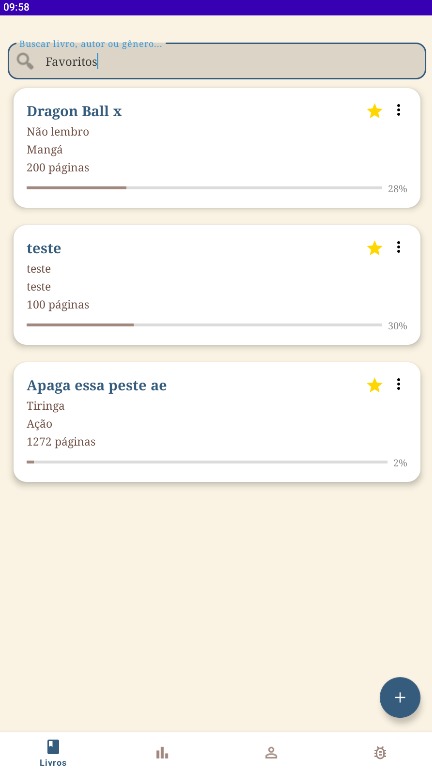 09:58
Buscar livro, autor ou gênero...
Favoritos
Dragon Ball x
Não lembro
Mangá
200 páginas
28%
teste
teste
teste
100 páginas
30%
Apaga essa peste ae
Tiringa
Ação
1272 páginas
2%
Livros